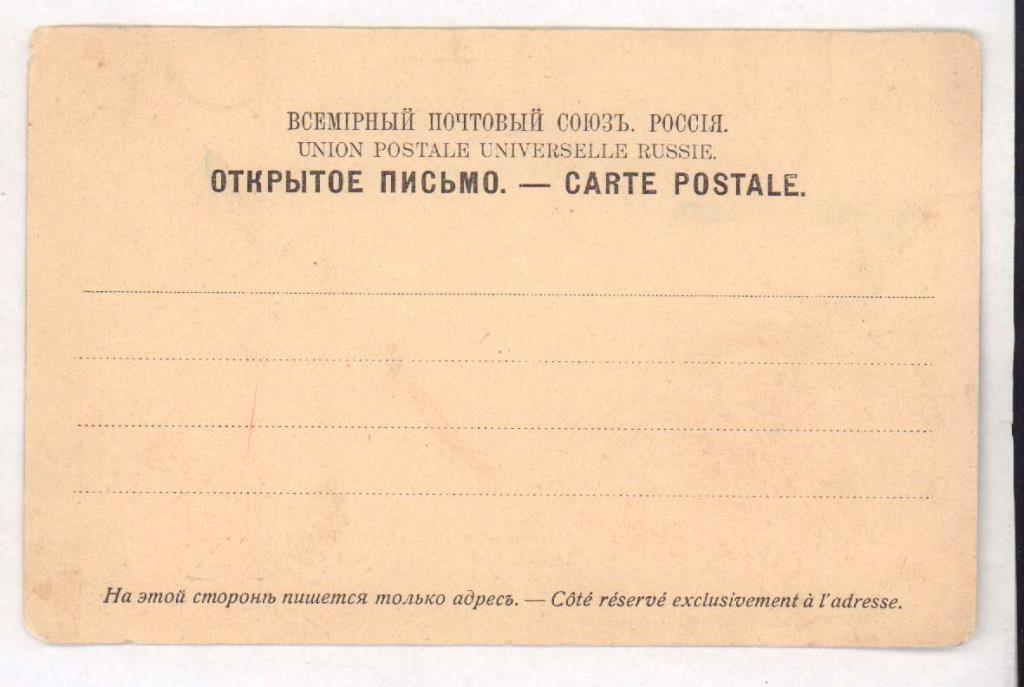 ВСЕМІРНЫЙ ПОЧТОВЫЙ СОЮЗЪ. РОССІЯ.
UNION POSTALE UNIVERSELLE RUSSIE.
ОТКРЫТОЕ ПИСЬМО. — CARTE POSTALE.
На этой сторонѣ пишется только адресъ. — Côté réservé exclusivement à l'adresse.